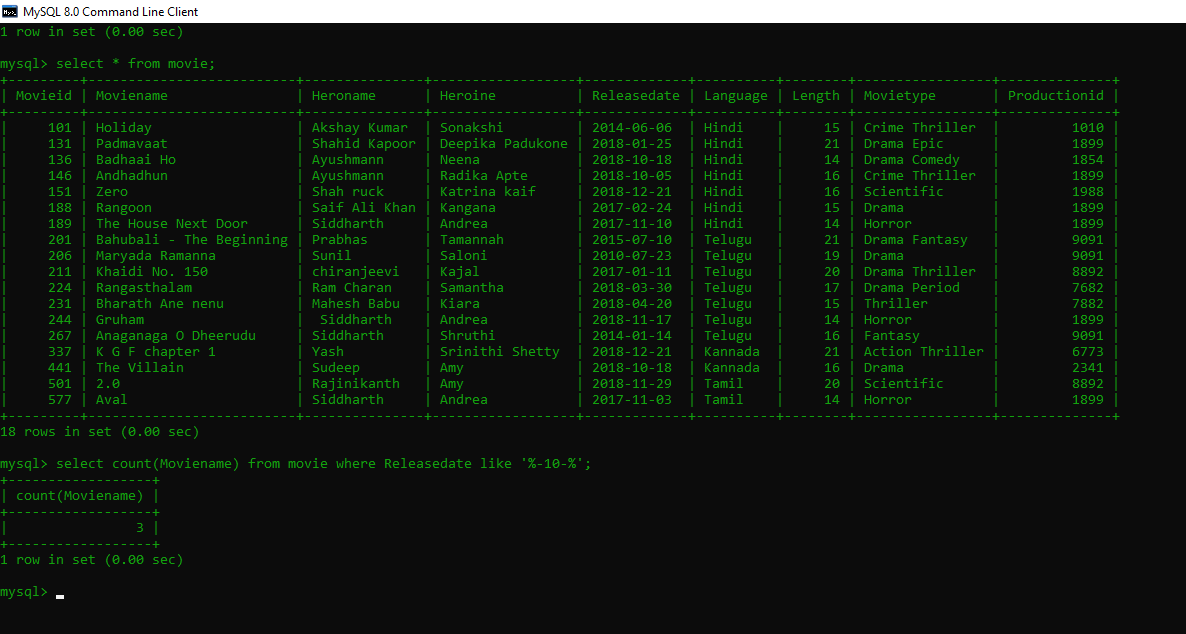 MySQL 8.0 Command Line Client
1 row in set (0.00 sec)
mysql> select * from movie;
+---------+--------------------------+---------------+------------------+-------------+----------+--------+-----------------+--------------+
| Movieid | Moviename                | Heroname      | Heroine          | Releasedate | Language | Length | Movietype       | Productionid |
+---------+--------------------------+---------------+------------------+-------------+----------+--------+-----------------+--------------+
|     101 | Holiday                  | Akshay Kumar  | Sonakshi         | 2014-06-06  | Hindi    |     15 | Crime Thriller  |         1010 |
|     131 | Padmavaat                | Shahid Kapoor | Deepika Padukone | 2018-01-25  | Hindi    |     21 | Drama Epic      |         1899 |
|     136 | Badhaai Ho               | Ayushmann     | Neena            | 2018-10-18  | Hindi    |     14 | Drama Comedy    |         1854 |
|     146 | Andhadhun                | Ayushmann     | Radika Apte      | 2018-10-05  | Hindi    |     16 | Crime Thriller  |         1899 |
|     151 | Zero                     | Shah ruck     | Katrina kaif     | 2018-12-21  | Hindi    |     16 | Scientific      |         1988 |
|     188 | Rangoon                  | Saif Ali Khan | Kangana          | 2017-02-24  | Hindi    |     15 | Drama           |         1899 |
|     189 | The House Next Door      | Siddharth     | Andrea           | 2017-11-10  | Hindi    |     14 | Horror          |         1899 |
|     201 | Bahubali - The Beginning | Prabhas       | Tamannah         | 2015-07-10  | Telugu   |     21 | Drama Fantasy   |         9091 |
|     206 | Maryada Ramanna          | Sunil         | Saloni           | 2010-07-23  | Telugu   |     19 | Drama           |         9091 |
|     211 | Khaidi No. 150           | chiranjeevi   | Kajal            | 2017-01-11  | Telugu   |     20 | Drama Thriller  |         8892 |
|     224 | Rangasthalam             | Ram Charan    | Samantha         | 2018-03-30  | Telugu   |     17 | Drama Period    |         7682 |
|     231 | Bharath Ane nenu         | Mahesh Babu   | Kiara            | 2018-04-20  | Telugu   |     15 | Thriller        |         7882 |
|     244 | Gruham                   |  Siddharth    | Andrea           | 2018-11-17  | Telugu   |     14 | Horror          |         1899 |
|     267 | Anaganaga O Dheerudu     | Siddharth     | Shruthi          | 2014-01-14  | Telugu   |     16 | Fantasy         |         9091 |
|     337 | K G F chapter 1          | Yash          | Srinithi Shetty  | 2018-12-21  | Kannada  |     21 | Action Thriller |         6773 |
|     441 | The Villain              | Sudeep        | Amy              | 2018-10-18  | Kannada  |     16 | Drama           |         2341 |
|     501 | 2.0                      | Rajinikanth   | Amy              | 2018-11-29  | Tamil    |     20 | Scientific      |         8892 |
|     577 | Aval                     | Siddharth     | Andrea           | 2017-11-03  | Tamil    |     14 | Horror          |         1899 |
+---------+--------------------------+---------------+------------------+-------------+----------+--------+-----------------+--------------+
18 rows in set (0.00 sec)
mysql> select count(Moviename) from movie where Releasedate like '%-10-%';
+------------------+
| count(Moviename) |
+------------------+
|                3 |
+------------------+
1 row in set (0.00 sec)
mysql>